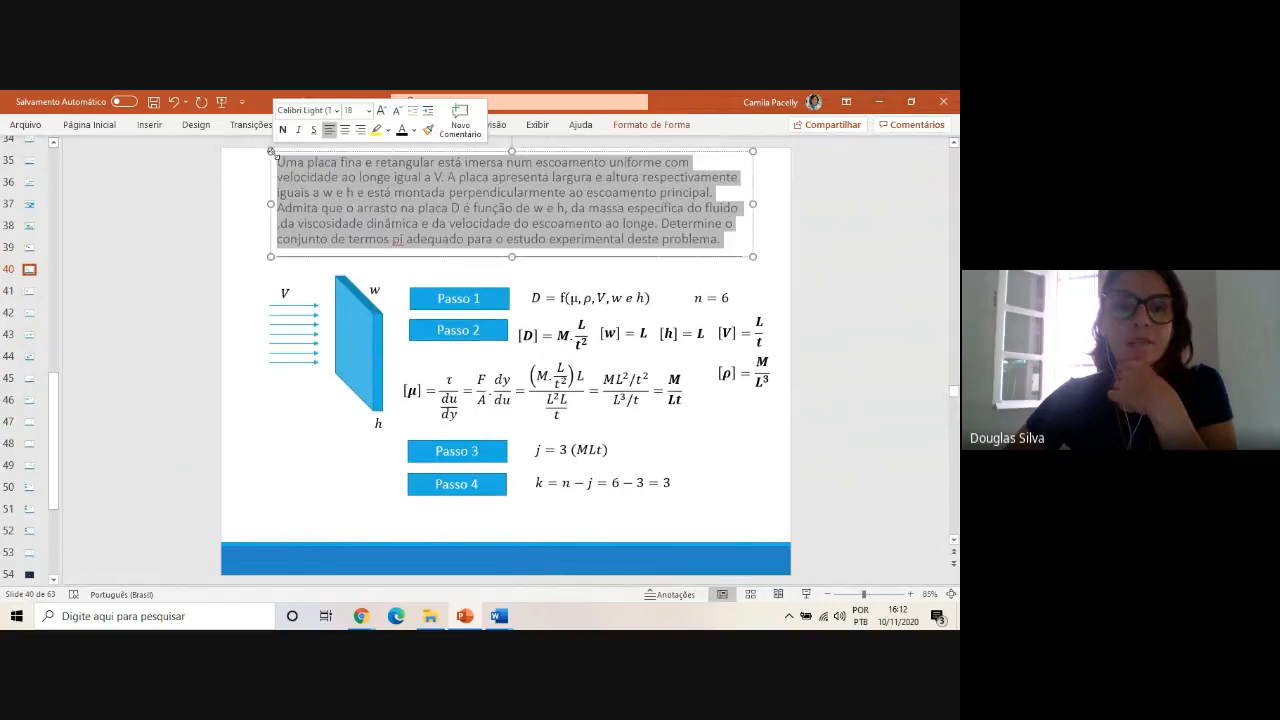 Salvamento Automático
Camila Pacelly
Calibri Light (T
18
A A
N I S A
Novo
Comentário
Arquivo Página Inicial Inserir Design Transições
visão Exibir Ajuda Formato de Forma
Compartilhar Comentários
34
35
36
37
38
39
40
41
42
43
44
45
46
47
48
49
50
51
52
53
54
Uma placa fina e retangular está imersa num escoamento uniforme com
velocidade ao longe igual a V. A placa apresenta largura e altura respectivamente
iguais a w e h e está montada perpendicularmente ao escoamento principal.
Admita que o arrasto na placa D é função de w e h, da massa especifica do fluido
,da viscosidade dinâmica e da velocidade do escoamento ao longe. Determine o
conjunto de termos pi adequado para o estudo experimental deste problema.
V
w
h
Passo 1 D = f(μ, ρ, V, w e h) n = 6
Passo 2 [D] = M. L/t² [w] = L [h] = L [V] = L/t
[ρ] = M/L³
[μ] = τ/(du/dy) = F/A . dy/du = (M. L/t²) L/(L²L/t) = ML²/t²/L³/t = M/Lt
Passo 3 j = 3 (MLt)
Passo 4 k = n − j = 6 − 3 = 3
Douglas Silva
Slide 40 de 63 Português (Brasil) Anotações 85%
Digite aqui para pesquisar
POR
PTB
16:12
10/11/2020
3